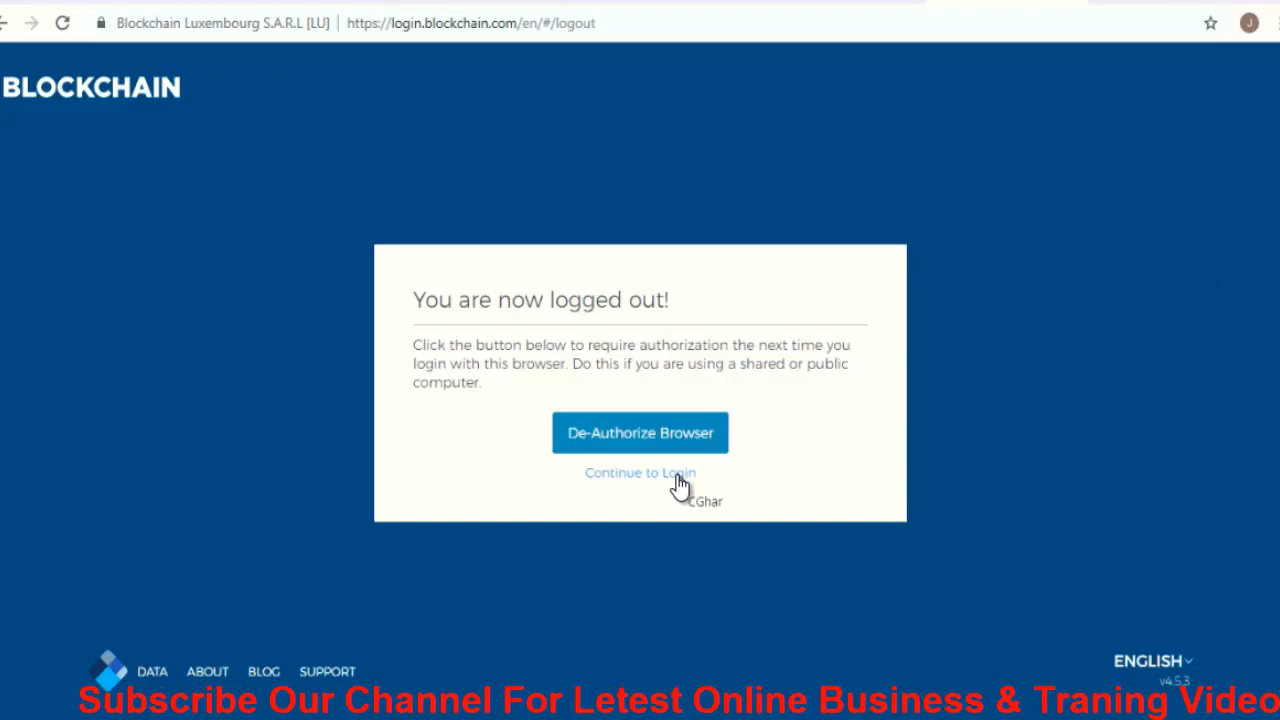 Blockchain Luxembourg S.A.R.L [LU] | https://login.blockchain.com/en/#/logout
J
BLOCKCHAIN
You are now logged out!
Click the button below to require authorization the next time you
login with this browser. Do this if you are using a shared or public
computer.
De-Authorize Browser
Continue to Login
CGhar
DATA ABOUT BLOG SUPPORT
ENGLISH
v4.5.3
Subscribe Our Channel For Letest Online Business & Traning Video